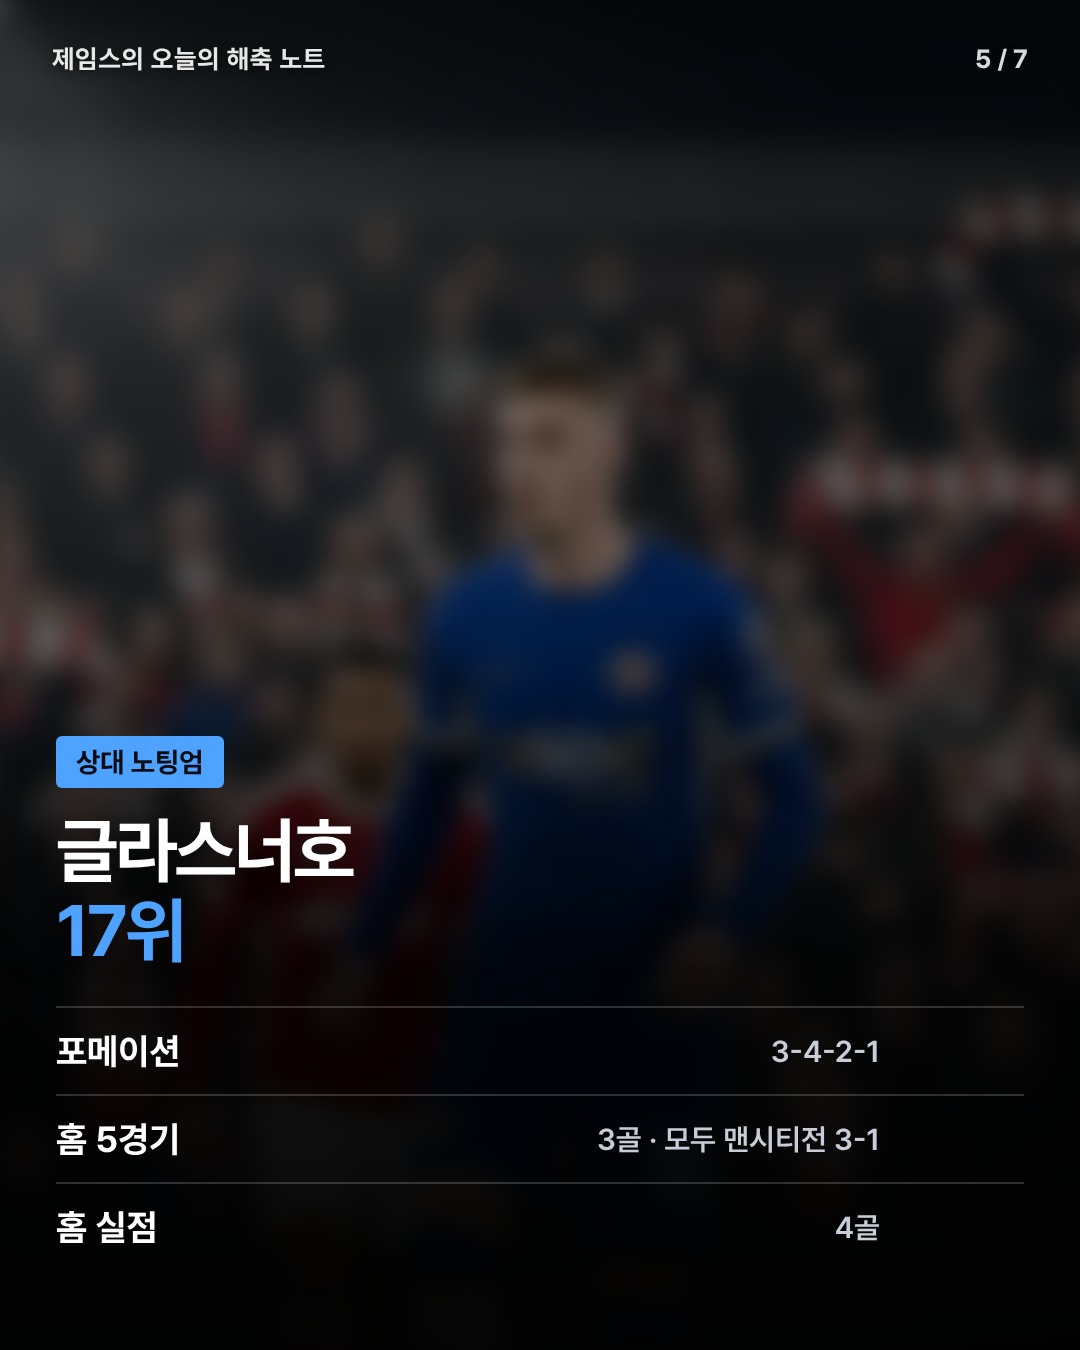 제임스의 오늘의 해축 노트
5 / 7
상대 노팅엄
글라스너호
17위
포메이션 3-4-2-1
홈 5경기 3골 · 모두 맨시티전 3-1
홈 실점 4골